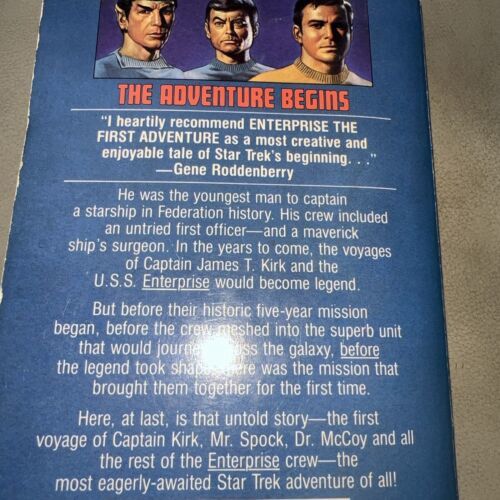 THE ADVENTURE BEGINS
"I heartily recommend ENTERPRISE THE
FIRST ADVENTURE as a most creative and
enjoyable tale of Star Trek's beginning. . ."
—Gene Roddenberry
He was the youngest man to captain
a starship in Federation history. His crew included
an untried first officer—and a maverick
ship's surgeon. In the years to come, the voyages
of Captain James T. Kirk and the
U.S.S. Enterprise would become legend.
But before their historic five-year mission
began, before the crew meshed into the superb unit
that would journey across the galaxy, before
the legend took shape, there was the mission that
brought them together for the first time.
Here, at last, is that untold story—the first
voyage of Captain Kirk, Mr. Spock, Dr. McCoy and all
the rest of the Enterprise crew—the
most eagerly-awaited Star Trek adventure of all!